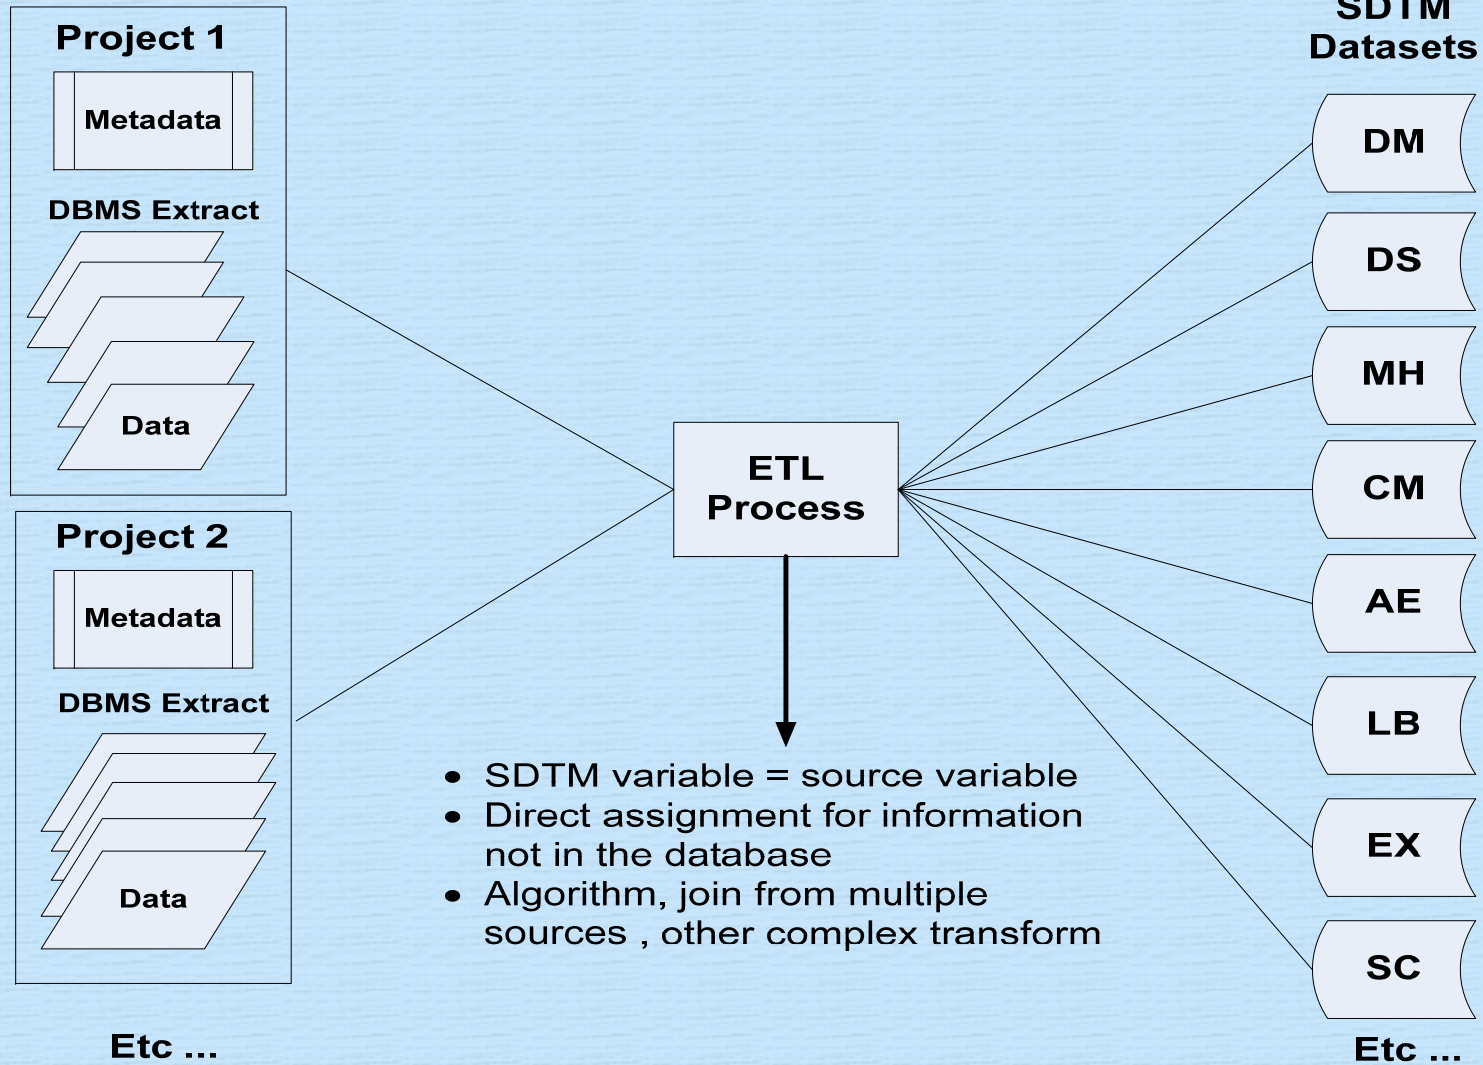 Project 1
Metadata
DBMS Extract
Data
Project 2
Metadata
DBMS Extract
Data
Etc ...
ETL
Process
• SDTM variable = source variable
• Direct assignment for information
not in the database
• Algorithm, join from multiple
sources , other complex transform
SDTM
Datasets
DM
DS
MH
CM
AE
LB
EX
SC
Etc ...